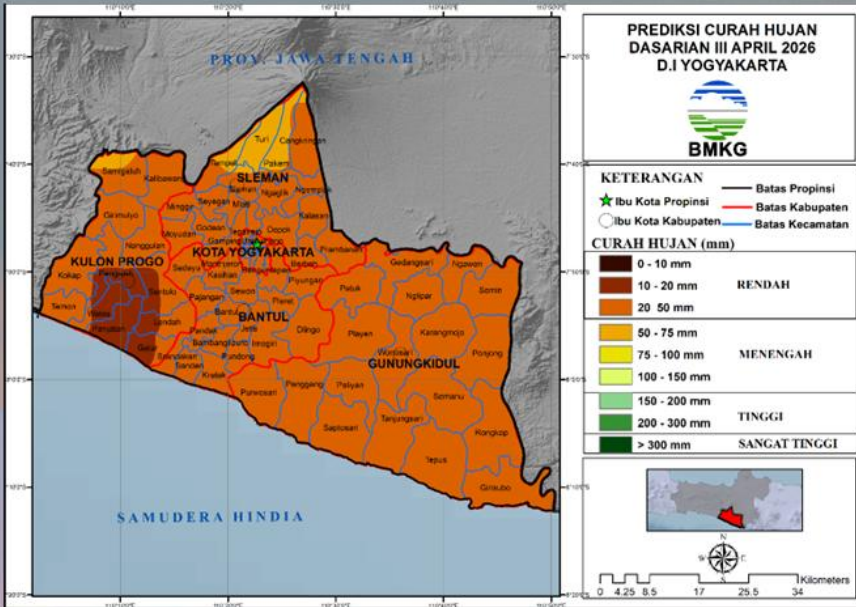 PREDIKSI CURAH HUJAN
DASARIAN III APRIL 2026
D.I YOGYAKARTA
BMKG
KETERANGAN
Ibu Kota Propinsi
Ibu Kota Kabupaten
Batas Propinsi
Batas Kabupaten
Batas Kecamatan
CURAH HUJAN (mm)
0 - 10 mm
10 - 20 mm
20 50 mm
RENDAH
50 - 75 mm
75 - 100 mm
100 - 150 mm
MENENGAH
150 - 200 mm
200 - 300 mm
TINGGI
> 300 mm
SANGAT TINGGI
N
E
S
0 4.25 8.5 17 25.5 34
Kilometers
PROV. JAWA TENGAH
Turi
Cangkringan
Tempel
Pakem
SLEMAN
Samigaluh
Kalibawang
Ngaglik
Ngemplak
Seyegan
Minggir
Girimulyo
Kalasan
Moyudan
Godean
Depok
Gamping
Nanggulan
KOTA YOGYAKARTA
Prambanan
KULON PROGO
Sedayu
Kasihan
Piyungan
Gedangsari
Ngawen
Kokap
Pengasih
Sentolo
Pajangan
Sewon
Pleret
Patuk
Nglipar
Semin
Temon
Wates
Panjatan
Lendah
Bantul
BANTUL
Pandak
Jetis
Dlingo
Playen
Karangmojo
Galur
Bambanglipuro
Imogiri
Wonosari
Ponjong
Srandakan
Sanden
Pundong
GUNUNGKIDUL
Kretek
Purwosari
Panggang
Paliyan
Semanu
Saptosari
Tanjungsari
Rongkop
Tepus
Girisubo
SAMUDERA HINDIA